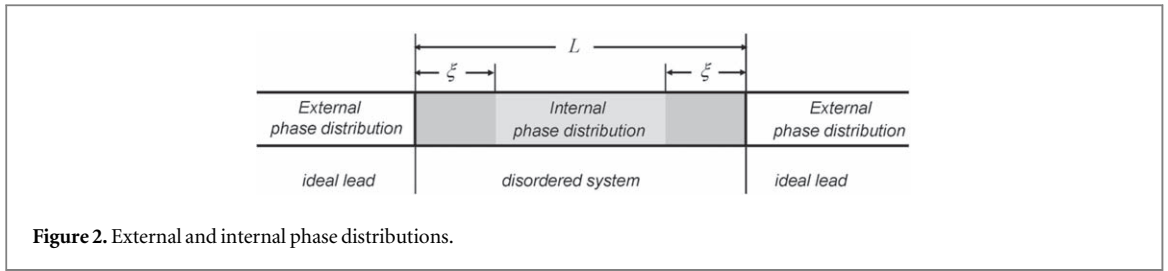 L
ξ ξ
External Internal External
phase distribution phase distribution phase distribution
ideal lead disordered system ideal lead
Figure 2. External and internal phase distributions.